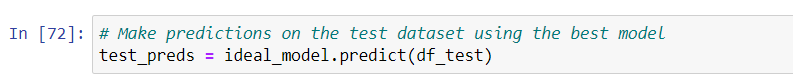 In [72]: # Make predictions on the test dataset using the best model
test_preds = ideal_model.predict(df_test)